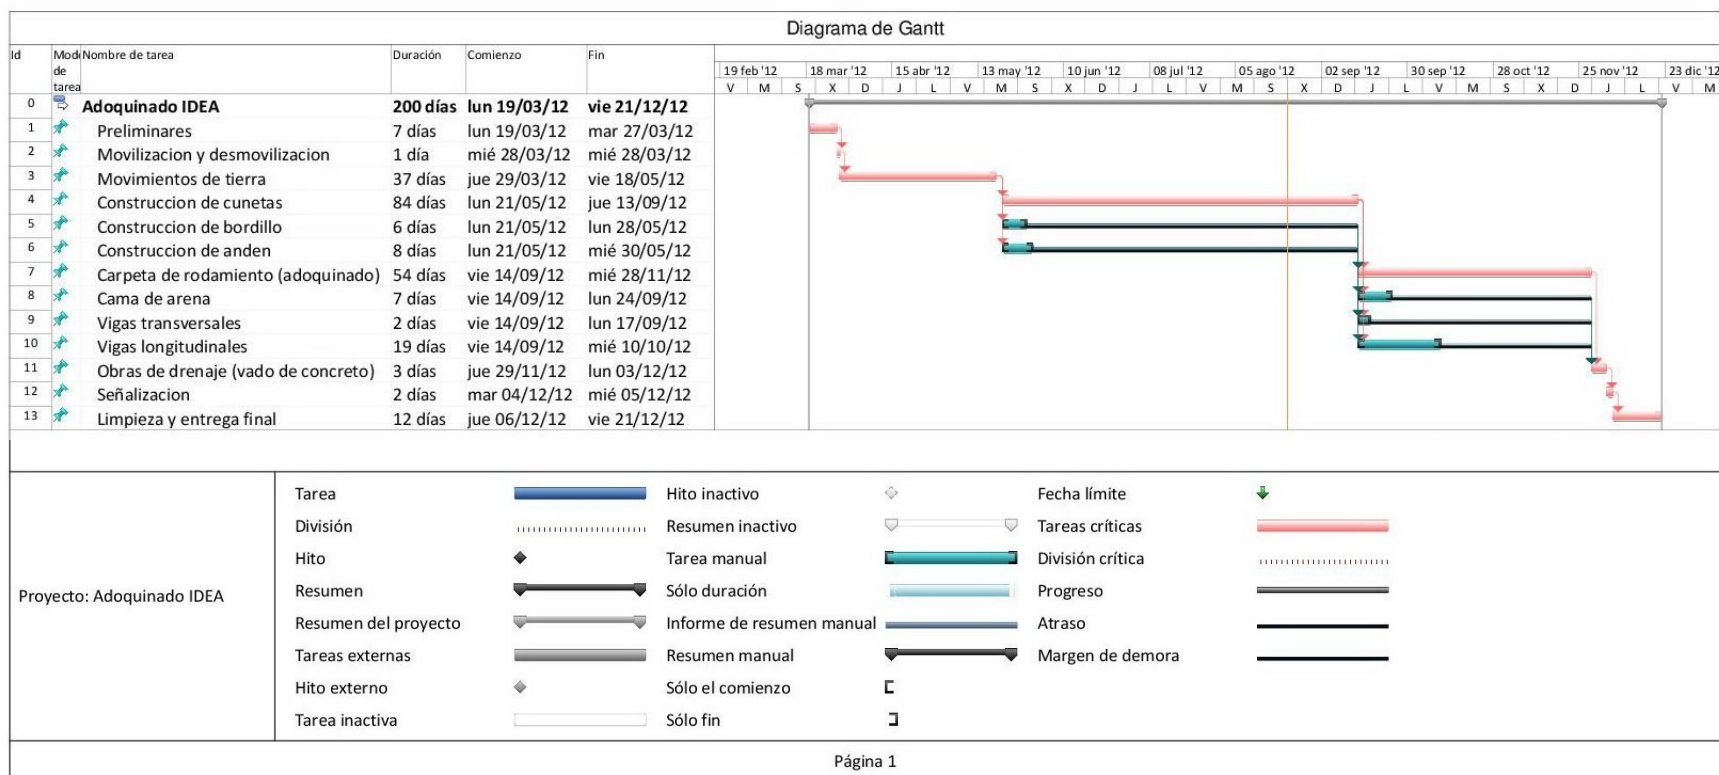 Diagrama de Gantt
Id Modo de tarea Nombre de tarea Duración Comienzo Fin
19 feb '12 18 mar '12 15 abr '12 13 may '12 10 jun '12 08 jul '12 05 ago '12 02 sep '12 30 sep '12 28 oct '12 25 nov '12 23 dic '12
V M S X D J L V M S X D J L V M S X D J L V M S X D J L V M
0 Adoquinado IDEA 200 días lun 19/03/12 vie 21/12/12
1 Preliminares 7 días lun 19/03/12 mar 27/03/12
2 Movilizacion y desmovilizacion 1 día mié 28/03/12 mié 28/03/12
3 Movimientos de tierra 37 días jue 29/03/12 vie 18/05/12
4 Construccion de cunetas 84 días lun 21/05/12 jue 13/09/12
5 Construccion de bordillo 6 días lun 21/05/12 lun 28/05/12
6 Construccion de anden 8 días lun 21/05/12 mié 30/05/12
7 Carpeta de rodamiento (adoquinado) 54 días vie 14/09/12 mié 28/11/12
8 Cama de arena 7 días vie 14/09/12 lun 24/09/12
9 Vigas transversales 2 días vie 14/09/12 lun 17/09/12
10 Vigas longitudinales 19 días vie 14/09/12 mié 10/10/12
11 Obras de drenaje (vado de concreto) 3 días jue 29/11/12 lun 03/12/12
12 Señalizacion 2 días mar 04/12/12 mié 05/12/12
13 Limpieza y entrega final 12 días jue 06/12/12 vie 21/12/12
Proyecto: Adoquinado IDEA
Tarea Hito inactivo Fecha límite
División Resumen inactivo Tareas críticas
Hito Tarea manual División crítica
Resumen Sólo duración Progreso
Resumen del proyecto Informe de resumen manual Atraso
Tareas externas Resumen manual Margen de demora
Hito externo Sólo el comienzo
Tarea inactiva Sólo fin
Página 1